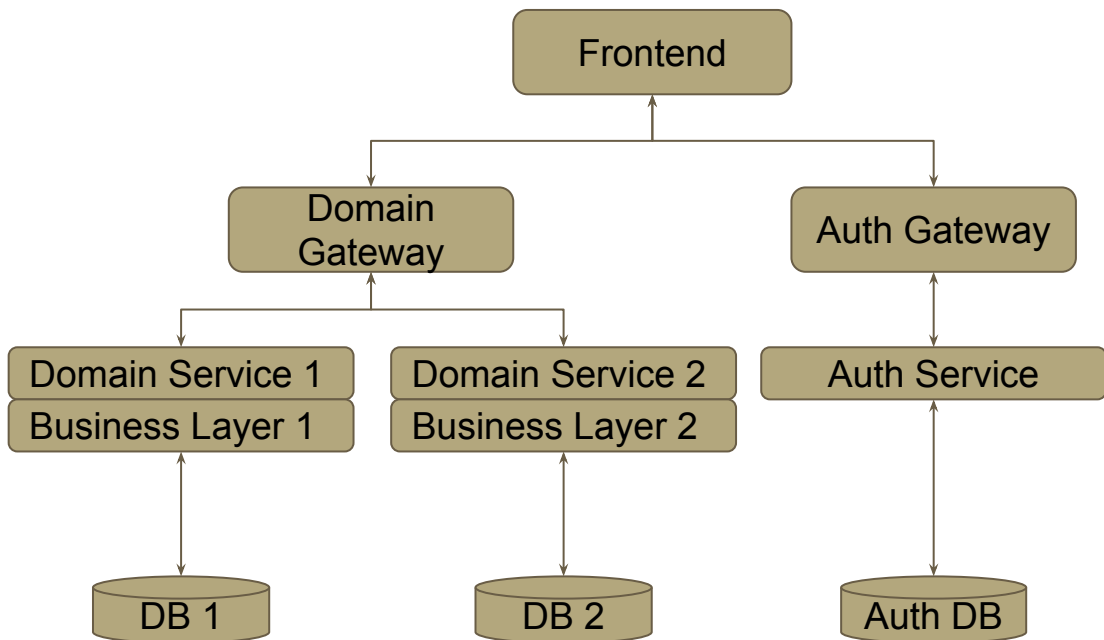 Frontend
Domain
Gateway
Auth Gateway
Domain Service 1
Domain Service 2
Auth Service
Business Layer 1
Business Layer 2
DB 1
DB 2
Auth DB